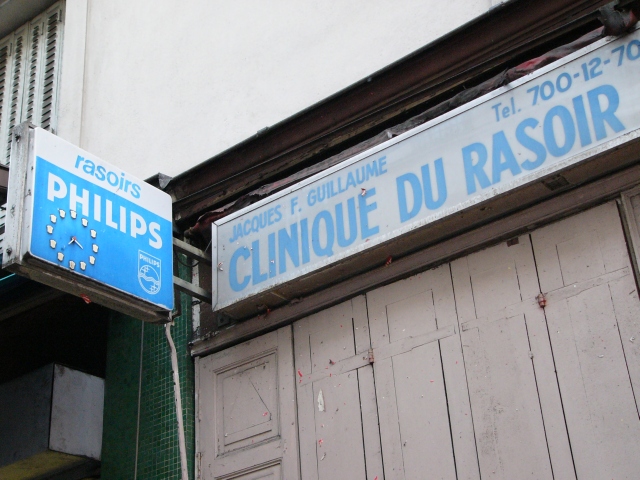 rasoirs
PHILIPS
PHILIPS
Tel. 700-12-70
JACQUES F. GUILLAUME
CLINIQUE DU RASOIR